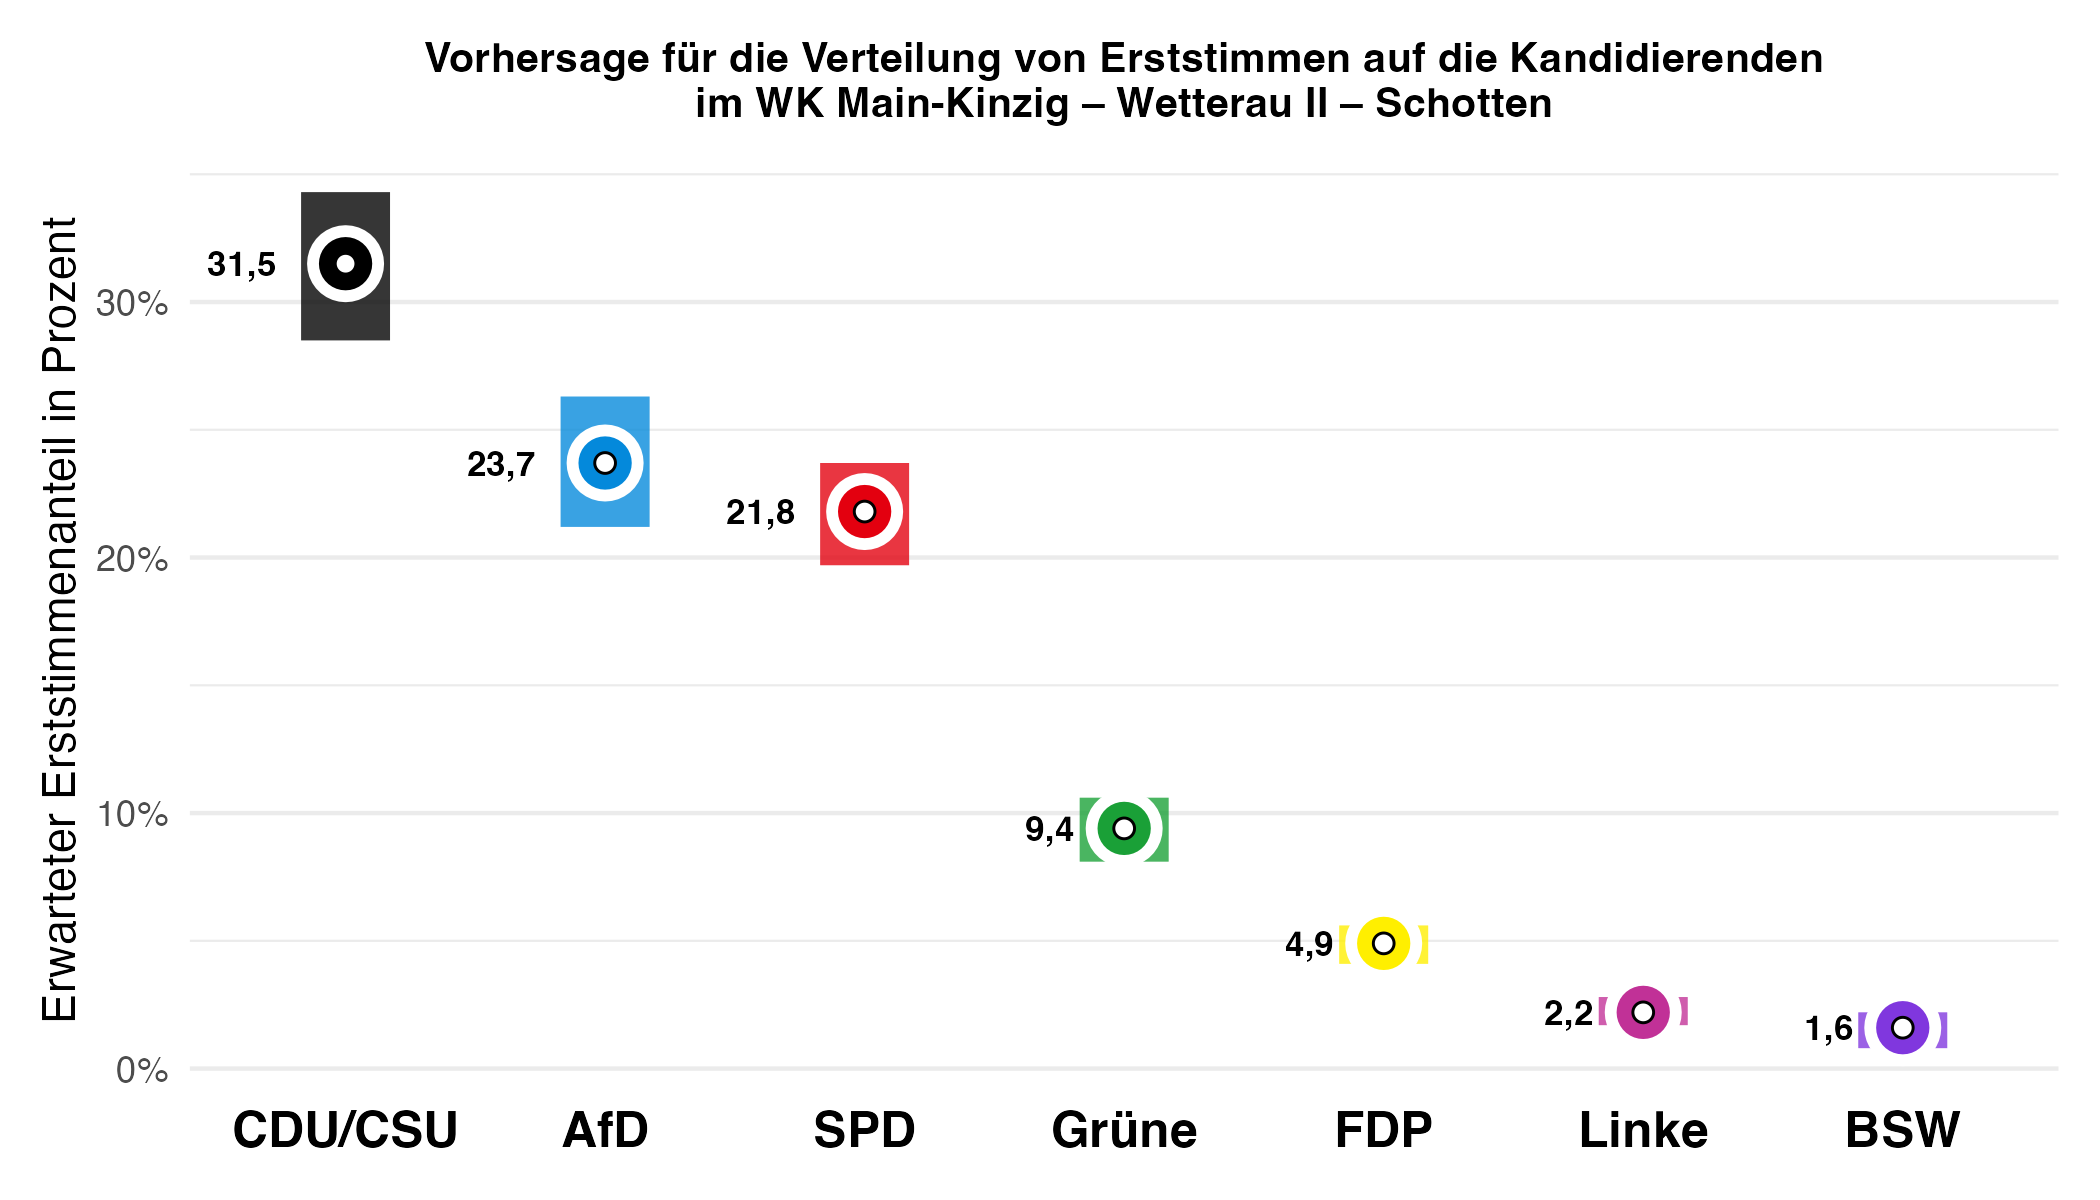 Vorhersage für die Verteilung von Erststimmen auf die Kandidierenden
im WK Main-Kinzig – Wetterau II – Schotten
Erwarteter Erststimmenanteil in Prozent
30%
20%
10%
0%
31,5
23,7
21,8
9,4
4,9
2,2
1,6
CDU/CSU
AfD
SPD
Grüne
FDP
Linke
BSW